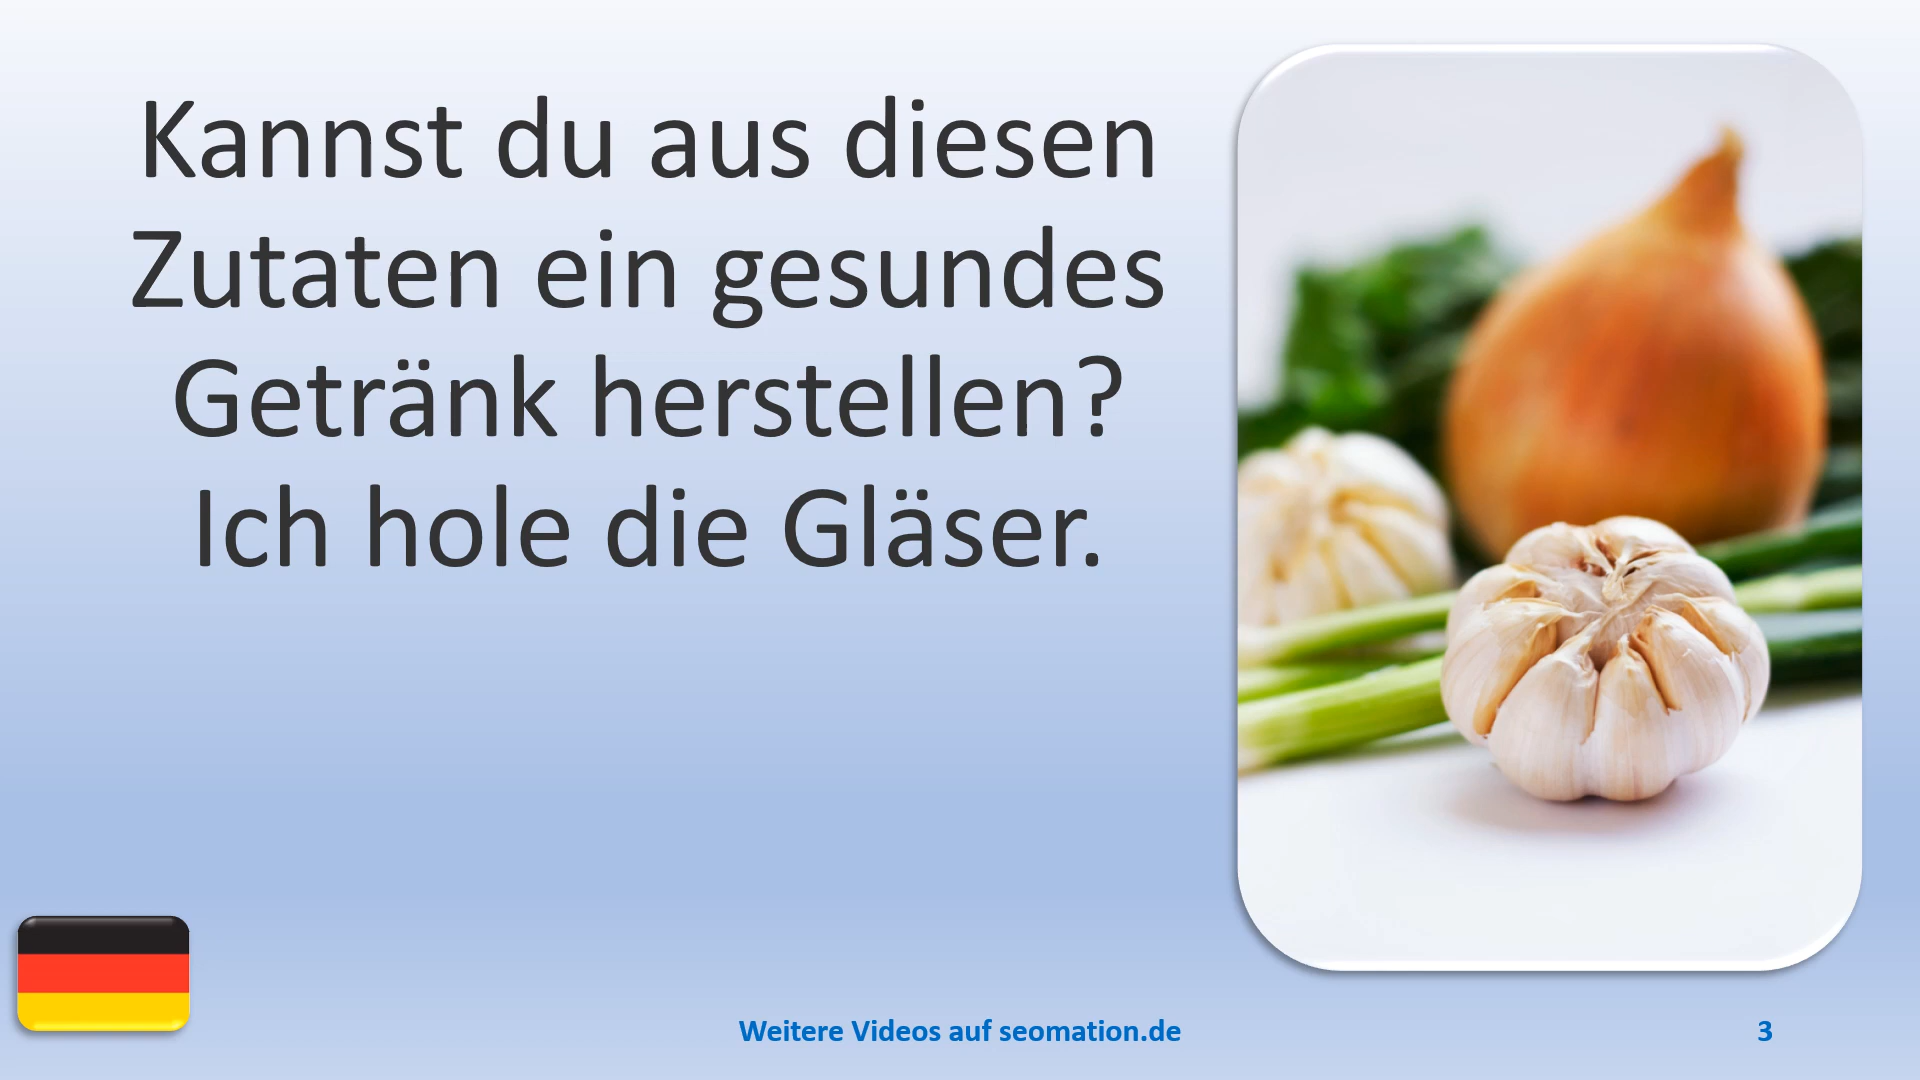 Kannst du aus diesen
Zutaten ein gesundes
Getränk herstellen?
Ich hole die Gläser.
Weitere Videos auf seomation.de
3